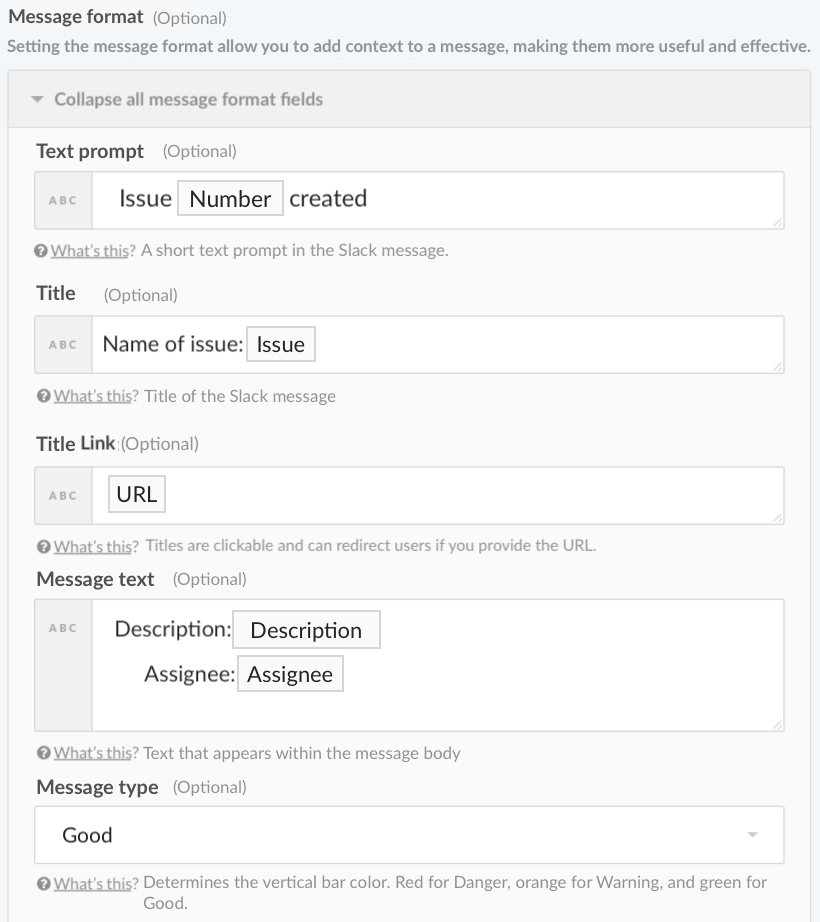 Message format (Optional)
Setting the message format allow you to add context to a message, making them more useful and effective.
Collapse all message format fields
Text prompt (Optional)
ABC Issue Number created
What's this? A short text prompt in the Slack message.
Title (Optional)
ABC Name of issue: Issue
What's this? Title of the Slack message
Title Link (Optional)
ABC URL
What's this? Titles are clickable and can redirect users if you provide the URL.
Message text (Optional)
ABC Description: Description
Assignee: Assignee
What's this? Text that appears within the message body
Message type (Optional)
Good
What's this? Determines the vertical bar color. Red for Danger, orange for Warning, and green for
Good.